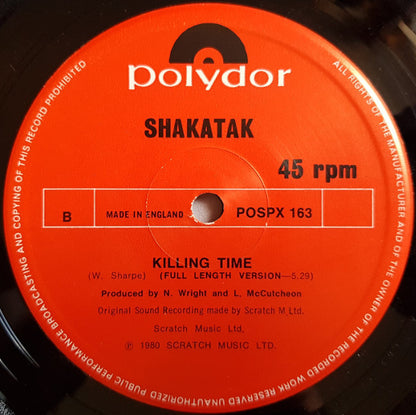 polydor
SHAKATAK
45 rpm
B
MADE IN ENGLAND
POSPX 163
KILLING TIME
(W. Sharpe) (FULL LENGTH VERSION—5.29)
Produced by N. Wright and L. McCutcheon
Original Sound Recording made by Scratch M Ltd.
Scratch Music Ltd.
℗ 1980 SCRATCH MUSIC LTD.
ALL RIGHTS OF THE MANUFACTURER AND OF THE OWNER OF THE RECORDED WORK RESERVED UNAUTHORIZED PUBLIC PERFORMANCE BROADCASTING AND COPYING OF THIS RECORD PROHIBITED